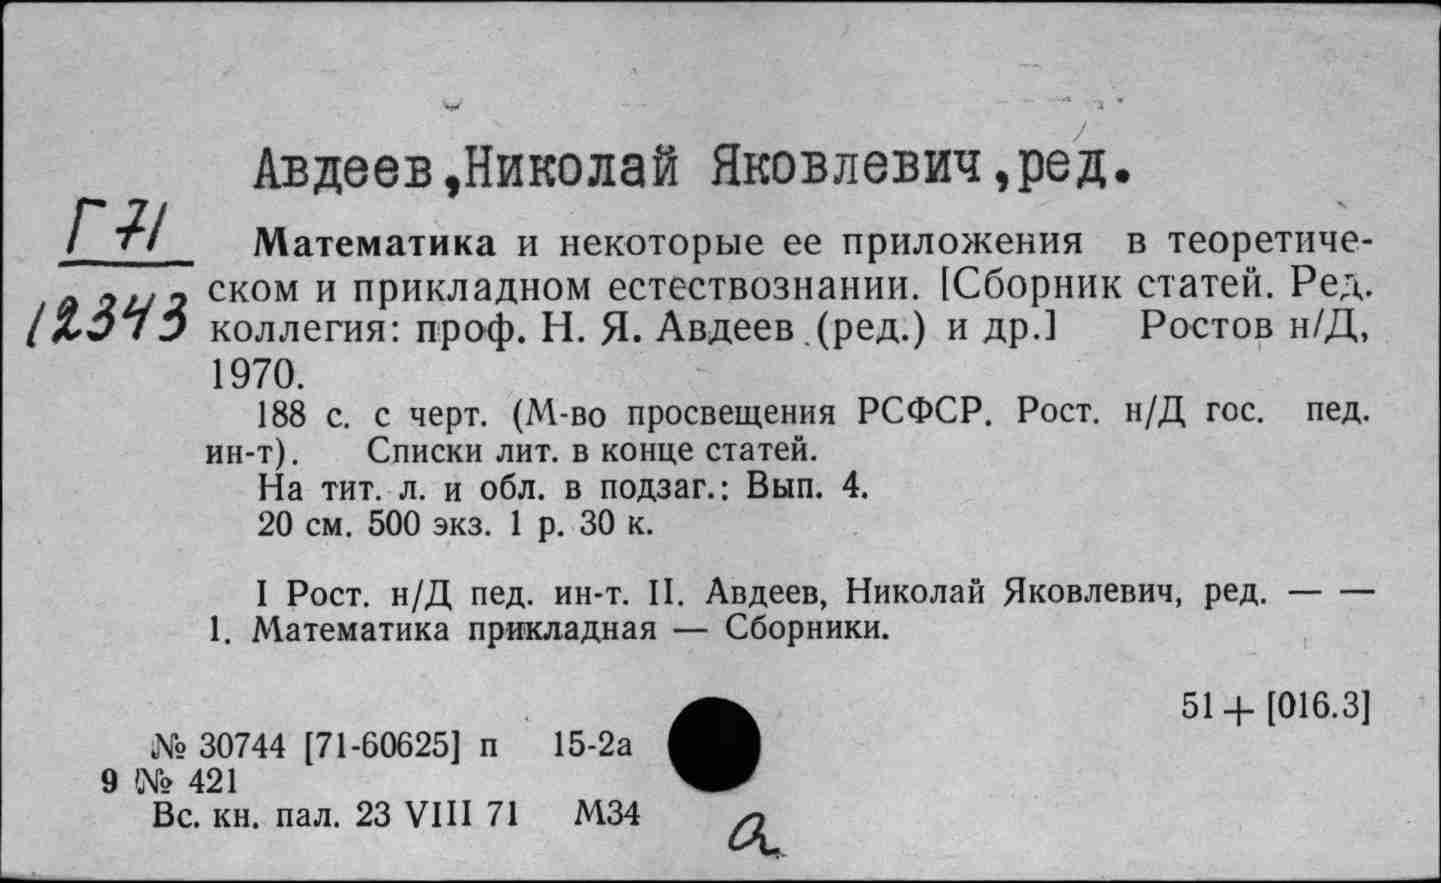 Авдеев,Николай Яковлевич,ред.
Г71
12343
Математика и некоторые ее приложения в теоретиче-
ском и прикладном естествознании. [Сборник статей. Ред.
коллегия: проф. Н. Я. Авдеев (ред.) и др.] Ростов н/Д,
1970.
188 с. с черт. (М-во просвещения РСФСР. Рост. н/Д гос. пед.
ин-т). Списки лит. в конце статей.
На тит. л. и обл. в подзаг.: Вып. 4.
20 см. 500 экз. 1 р. 30 к.
I Рост. н/Д пед. ин-т. II. Авдеев, Николай Яковлевич, ред. — —
1. Математика прикладная — Сборники.
51 + [016.3]
№ 30744 [71-60625] п 15-2а
9 № 421
Вс. кн. пал. 23 VIII 71 М34
а